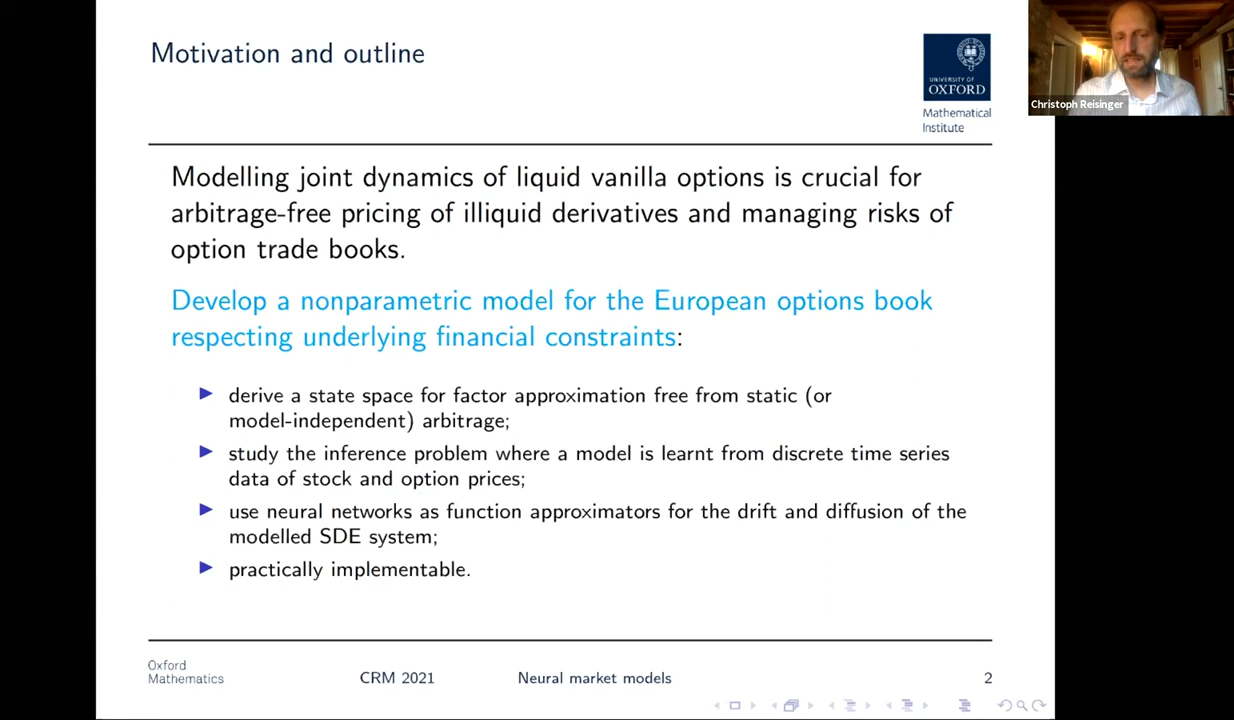 Motivation and outline
UNIVERSITY OF
OXFORD
Mathematical
Institute
Christoph Reisinger
Modelling joint dynamics of liquid vanilla options is crucial for
arbitrage-free pricing of illiquid derivatives and managing risks of
option trade books.
Develop a nonparametric model for the European options book
respecting underlying financial constraints:
derive a state space for factor approximation free from static (or
model-independent) arbitrage;
study the inference problem where a model is learnt from discrete time series
data of stock and option prices;
use neural networks as function approximators for the drift and diffusion of the
modelled SDE system;
practically implementable.
Oxford
Mathematics
CRM 2021
Neural market models
2